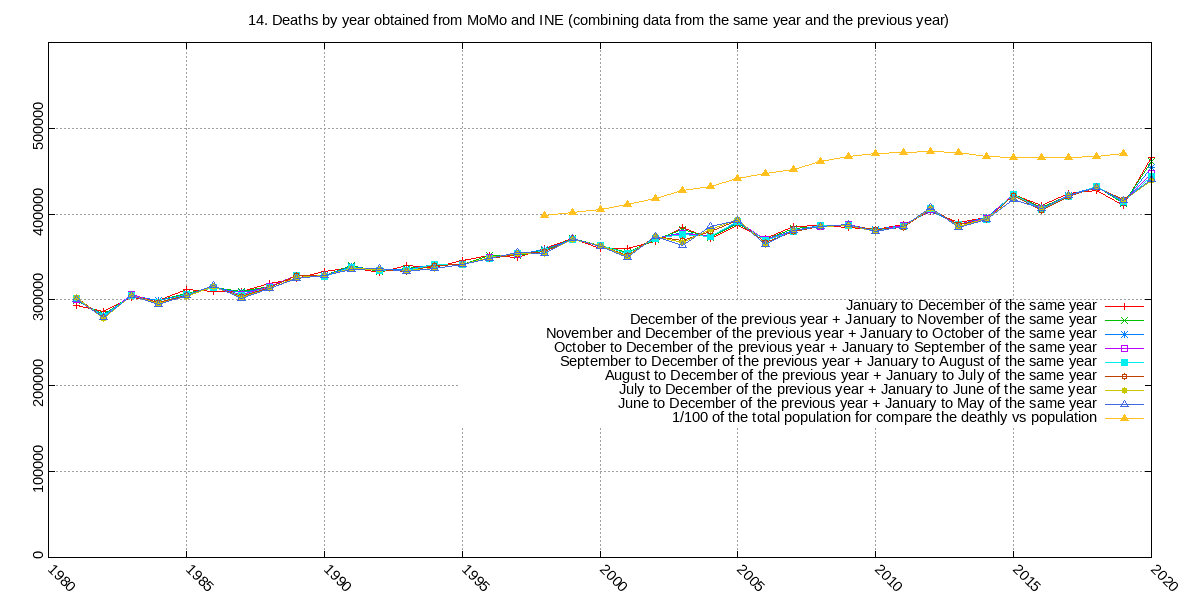 14. Deaths by year obtained from MoMo and INE (combining data from the same year and the previous year)
500000
400000
300000
200000
100000
0
January to December of the same year
December of the previous year + January to November of the same year
November and December of the previous year + January to October of the same year
October to December of the previous year + January to September of the same year
September to December of the previous year + January to August of the same year
August to December of the previous year + January to July of the same year
July to December of the previous year + January to June of the same year
June to December of the previous year + January to May of the same year
1/100 of the total population for compare the deathly vs population
1980
1985
1990
1995
2000
2005
2010
2015
2020